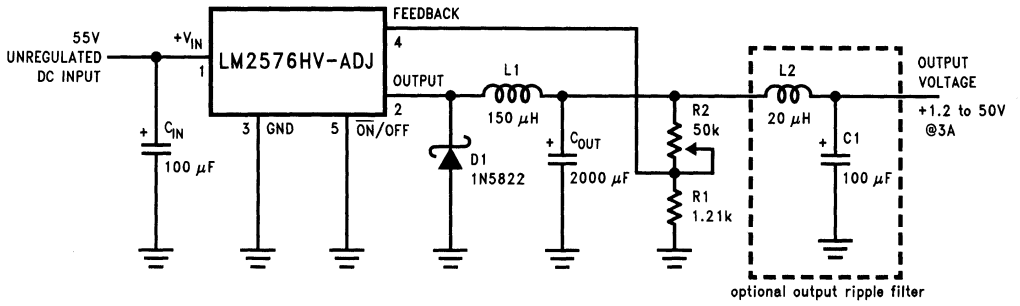 FEEDBACK
55V
UNREGULATED
DC INPUT
+VIN
1
LM2576HV-ADJ
4
OUTPUT
2
3 GND
5 ON/OFF
+ CIN
100 μF
D1
1N5822
L1
150 μH
+ COUT
2000 μF
R2
50k
R1
1.21k
L2
20 μH
+ C1
100 μF
OUTPUT
VOLTAGE
+1.2 to 50V
@3A
optional output ripple filter